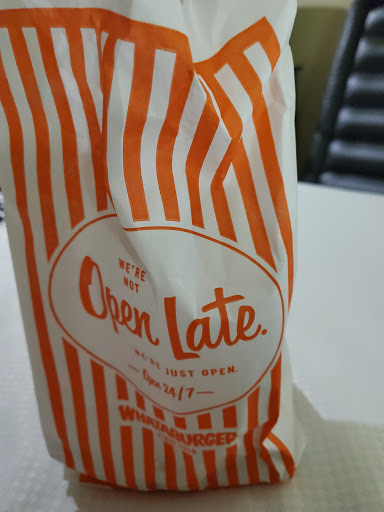 WE'RE
NOT
Open Late.
WE'RE JUST OPEN.
— Open 24/7 —
WHATABURGER